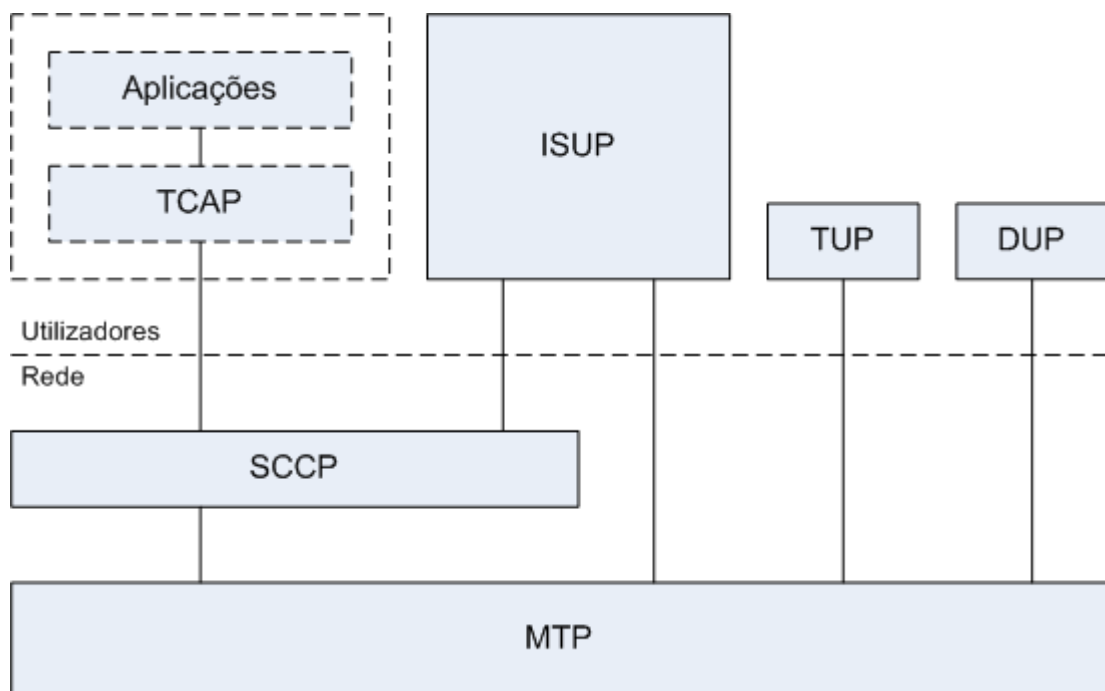 Aplicações
TCAP
ISUP
TUP
DUP
Utilizadores
Rede
SCCP
MTP